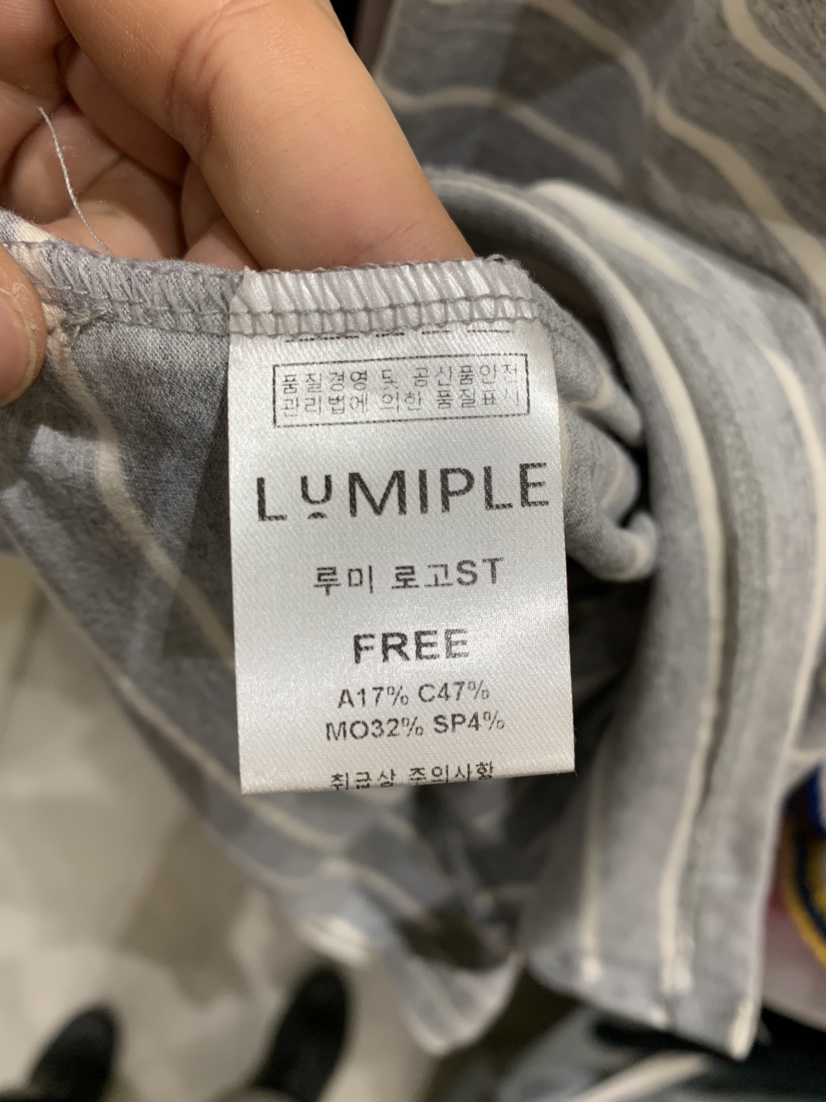 품질경영 및 공산품안전
관리법에 의한 품질표시
LUMIPLE
루미 로고ST
FREE
A17% C47%
MO32% SP4%
취급상 주의사항